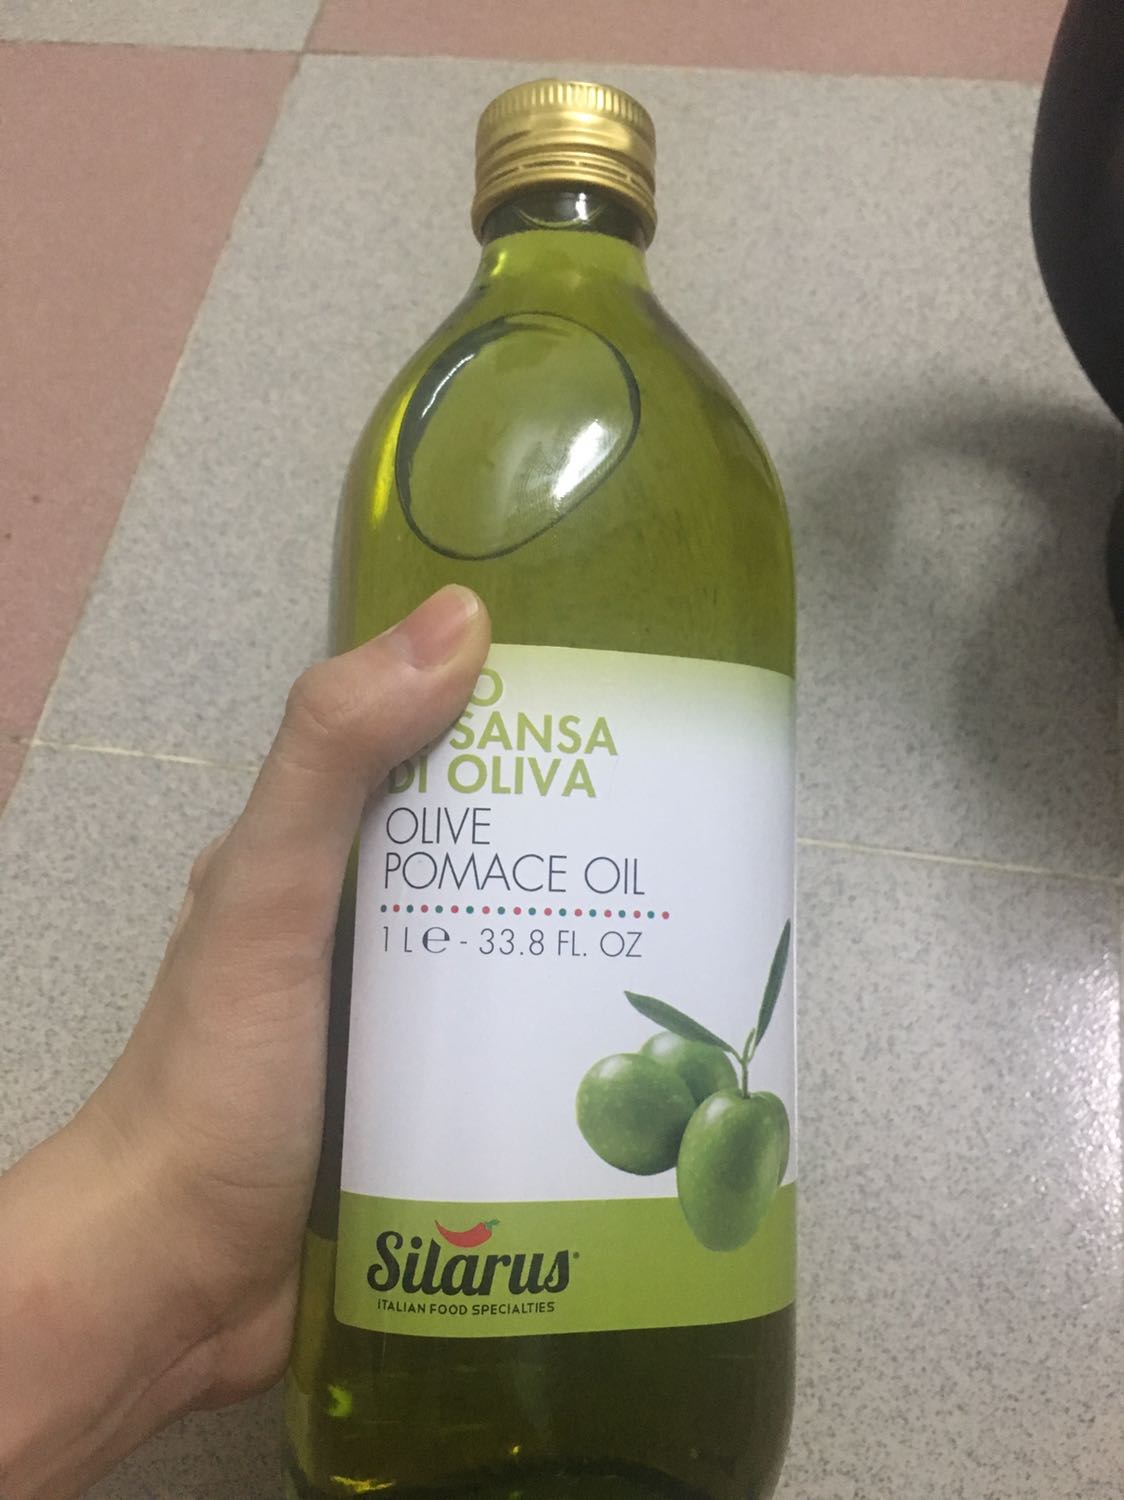 SANSA
DI OLIVA
OLIVE
POMACE OIL
1 L ℮ - 33.8 FL. OZ
Silarus®
ITALIAN FOOD SPECIALTIES